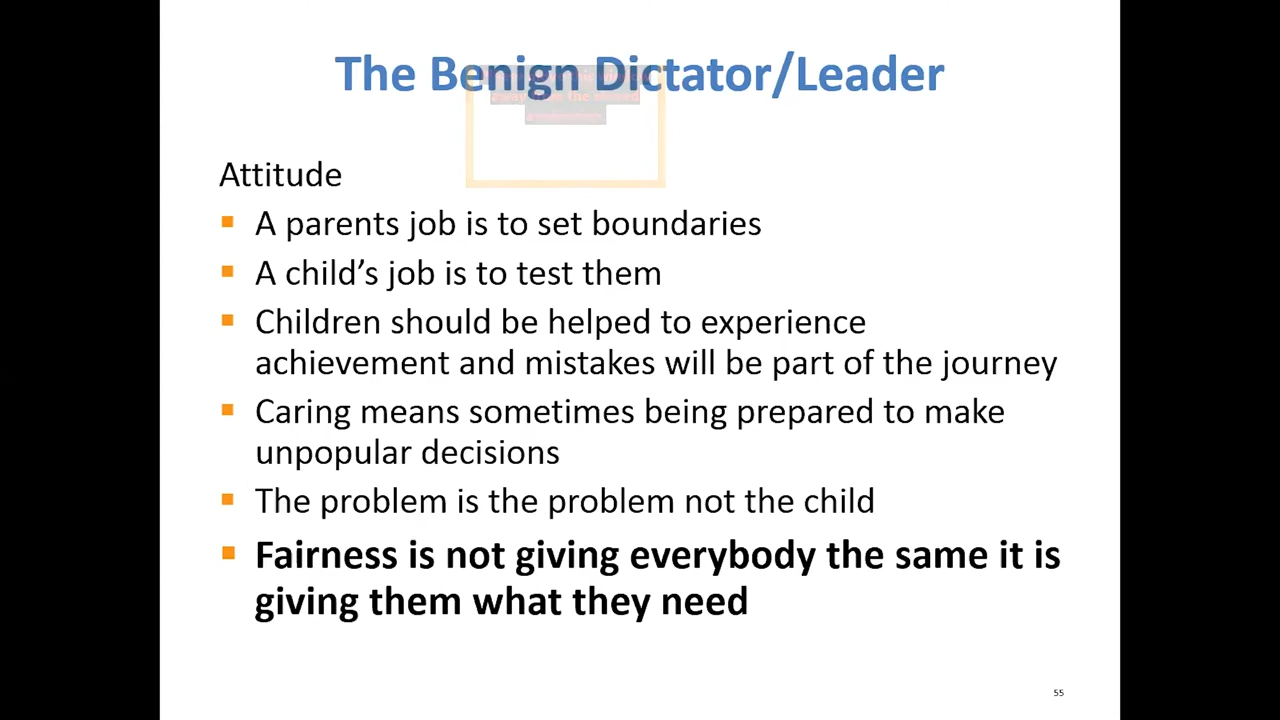 The Benign Dictator/Leader
Attitude
A parents job is to set boundaries
A child’s job is to test them
Children should be helped to experience
achievement and mistakes will be part of the journey
Caring means sometimes being prepared to make
unpopular decisions
The problem is the problem not the child
Fairness is not giving everybody the same it is
giving them what they need
55